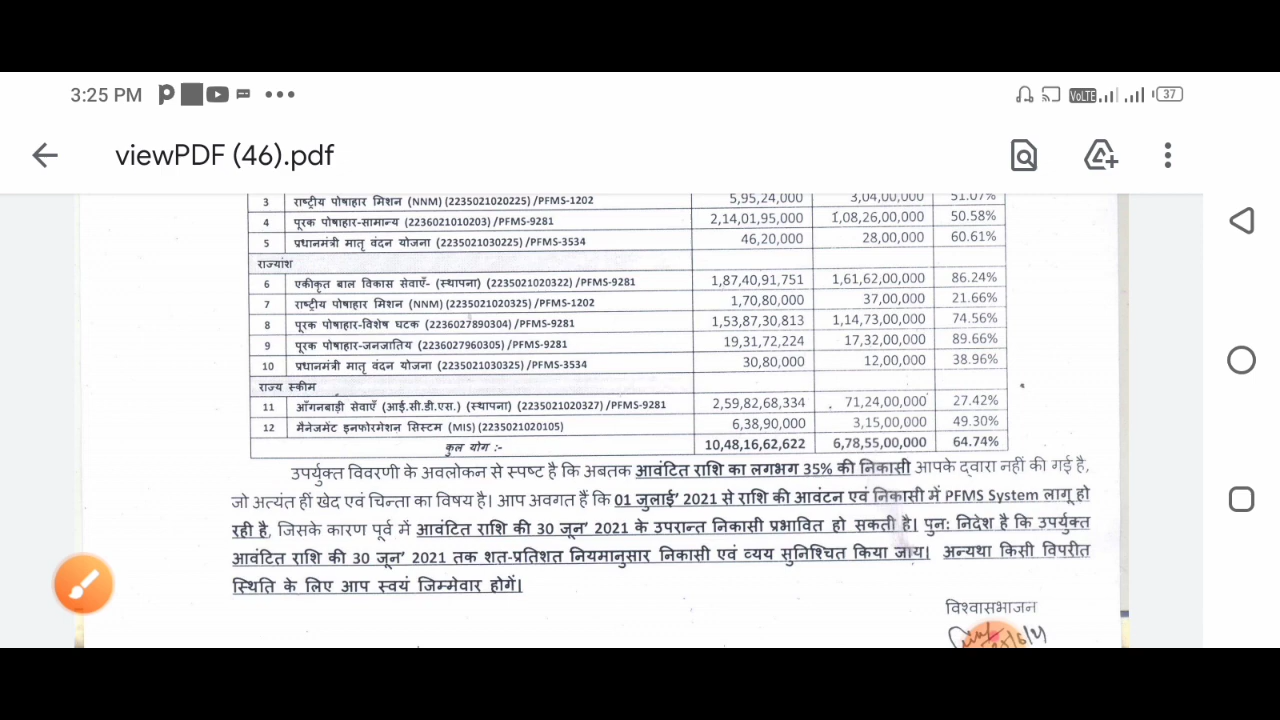 3:25 PM
VoLTE 37
viewPDF (46).pdf
3 राष्ट्रीय पोषाहार मिशन (NNM) (2235021020225) /PFMS-1202 5,95,24,000 3,04,00,000 51.07%
4 पूरक पोषाहार-सामान्य (2236021010203) /PFMS-9281 2,14,01,95,000 1,08,26,00,000 50.58%
5 प्रधानमंत्री मातृ वंदन योजना (2235021030225) /PFMS-3534 46,20,000 28,00,000 60.61%
राज्यांश
6 एकीकृत बाल विकास सेवाएँ- (स्थापना) (2235021020322) /PFMS-9281 1,87,40,91,751 1,61,62,00,000 86.24%
7 राष्ट्रीय पोषाहार मिशन (NNM) (2235021020325) /PFMS-1202 1,70,80,000 37,00,000 21.66%
8 पूरक पोषाहार-विशेष घटक (2236027890304) /PFMS-9281 1,53,87,30,813 1,14,73,00,000 74.56%
9 पूरक पोषाहार-जनजातिय (2236027960305) /PFMS-9281 19,31,72,224 17,32,00,000 89.66%
10 प्रधानमंत्री मातृ वंदन योजना (2235021030325) /PFMS-3534 30,80,000 12,00,000 38.96%
राज्य स्कीम
11 आँगनबाड़ी सेवाएँ (आई.सी.डी.एस.) (स्थापना) (2235021020327) /PFMS-9281 2,59,82,68,334 71,24,00,000 27.42%
12 मैनेजमेंट इनफोरमेशन सिस्टम (MIS) (2235021020105) 6,38,90,000 3,15,00,000 49.30%
कुल योग :- 10,48,16,62,622 6,78,55,00,000 64.74%
उपर्युक्त विवरणी के अवलोकन से स्पष्ट है कि अबतक आवंटित राशि का लगभग 35% की निकासी आपके द्वारा नहीं की गई है,
जो अत्यंत ही खेद एवं चिन्ता का विषय है। आप अवगत हैं कि 01 जुलाई' 2021 से राशि की आवंटन एवं निकासी में PFMS System लागू हो
रही है, जिसके कारण पूर्व में आवंटित राशि की 30 जून' 2021 के उपरान्त निकासी प्रभावित हो सकती है। पुन: निदेश है कि उपर्युक्त
आवंटित राशि की 30 जून' 2021 तक शत-प्रतिशत नियमानुसार निकासी एवं व्यय सुनिश्चित किया जाय। अन्यथा किसी विपरीत
स्थिति के लिए आप स्वयं जिम्मेवार होगें।
विश्वासभाजन